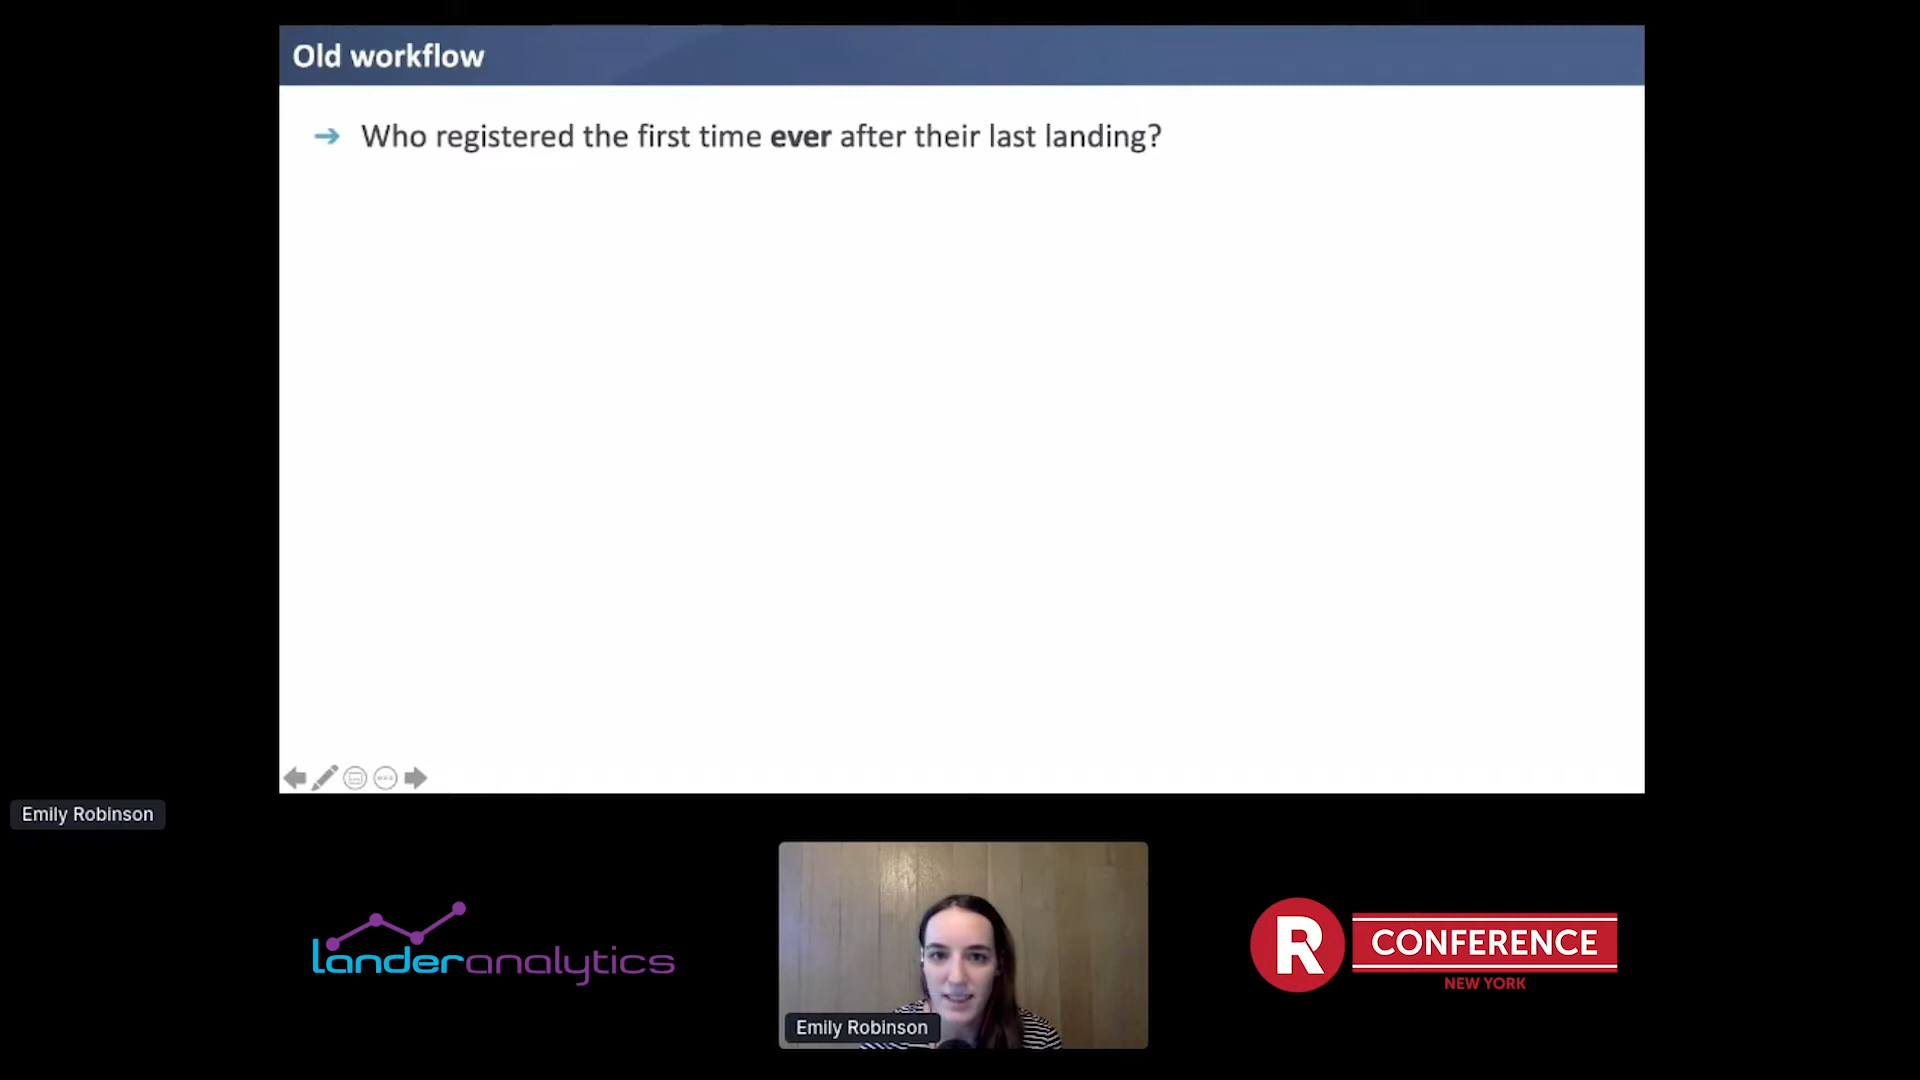 Old workflow
→ Who registered the first time ever after their last landing?
Emily Robinson
landeranalytics
Emily Robinson
R CONFERENCE
NEW YORK